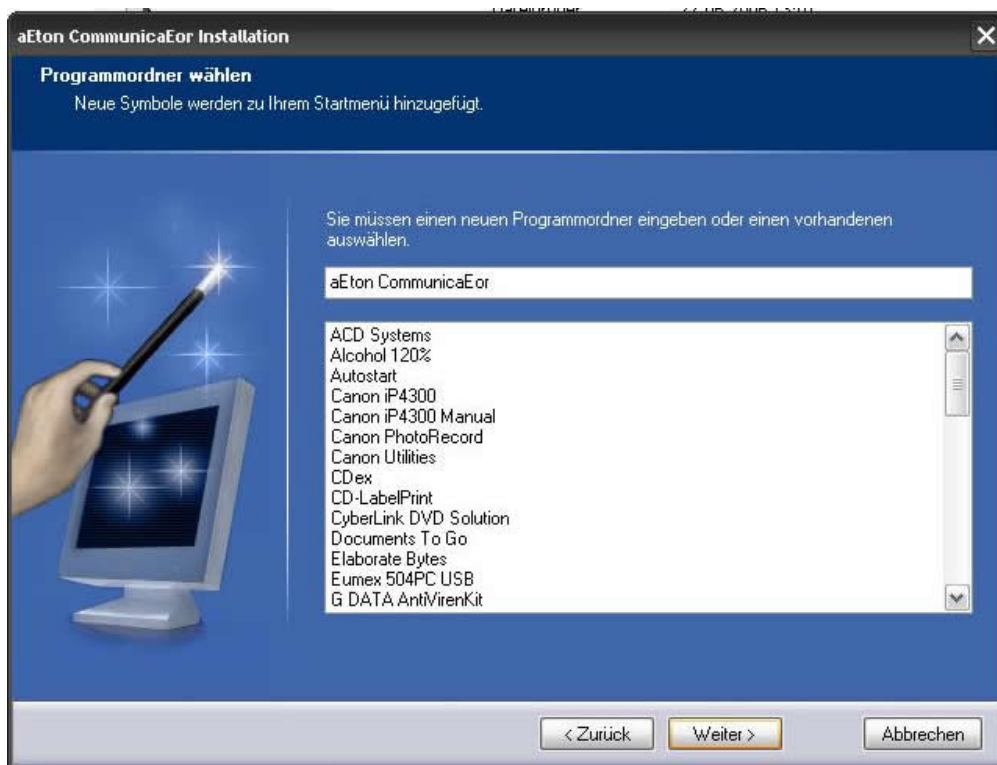 aEton CommunicaEor Installation
Programmordner wählen
Neue Symbole werden zu Ihrem Startmenü hinzugefügt.
Sie müssen einen neuen Programmordner eingeben oder einen vorhandenen
auswählen.
aEton CommunicaEor
ACD Systems
Alcohol 120%
Autostart
Canon iP4300
Canon iP4300 Manual
Canon PhotoRecord
Canon Utilities
CDex
CD-LabelPrint
CyberLink DVD Solution
Documents To Go
Elaborate Bytes
Eumex 504PC USB
G DATA AntiVirenKit
< Zurück
Weiter >
Abbrechen